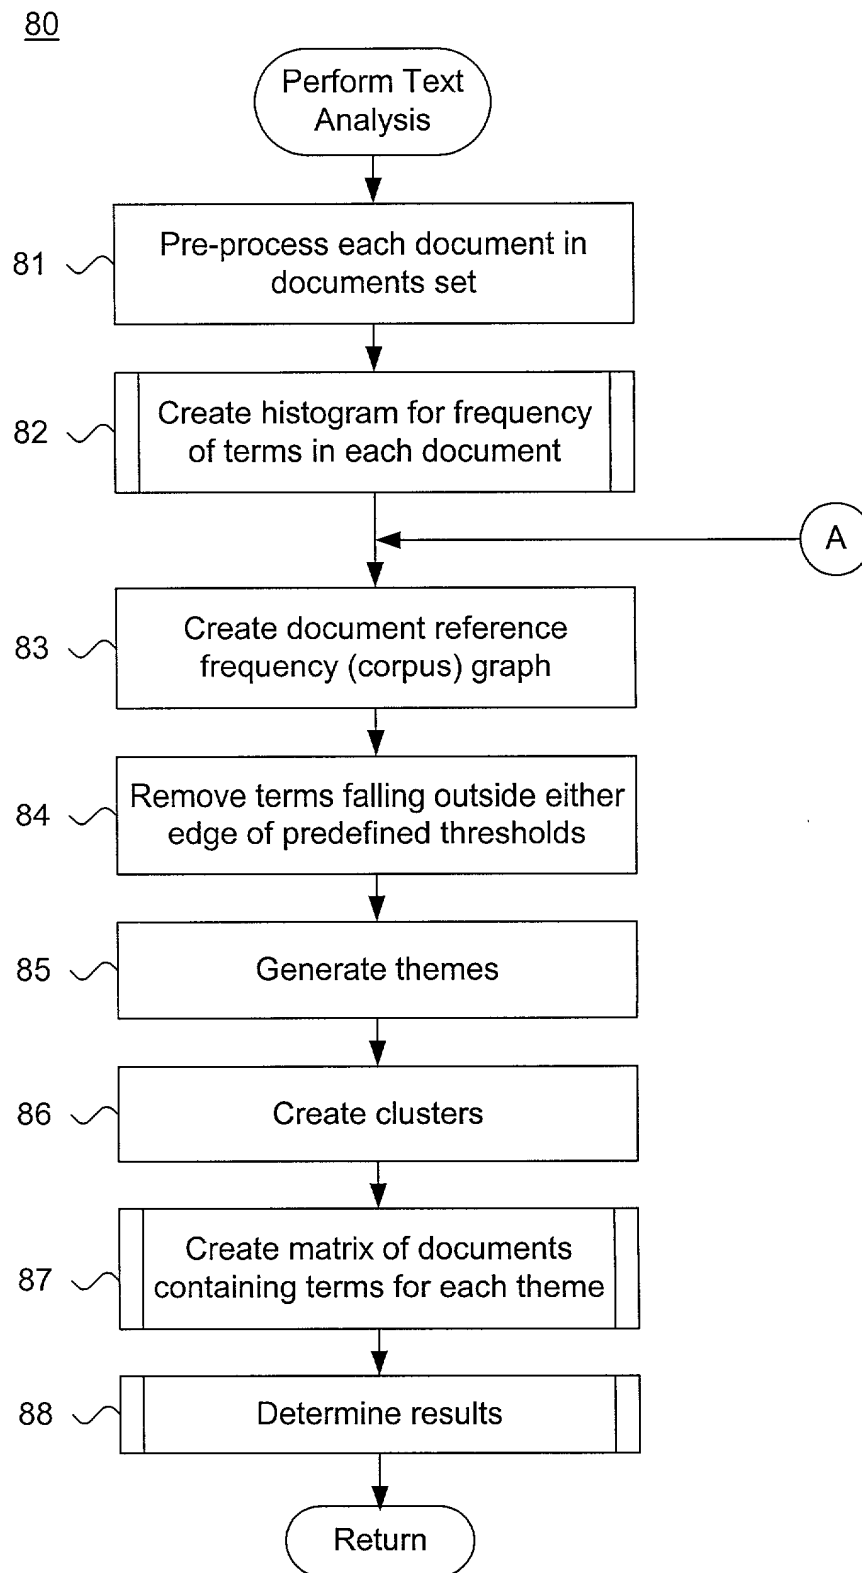 80
Perform Text
Analysis
81
Pre-process each document in
documents set
82
Create histogram for frequency
of terms in each document
A
83
Create document reference
frequency (corpus) graph
84
Remove terms falling outside either
edge of predefined thresholds
85
Generate themes
86
Create clusters
87
Create matrix of documents
containing terms for each theme
88
Determine results
Return